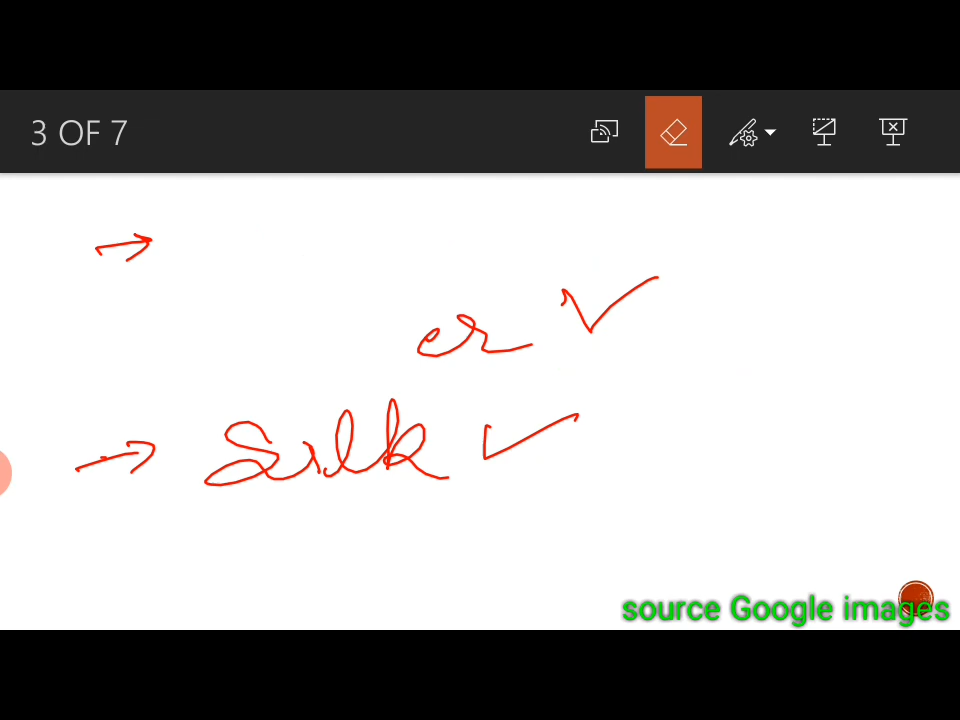 3 OF 7
→
er ✓
→ Silk ✓
source Google images